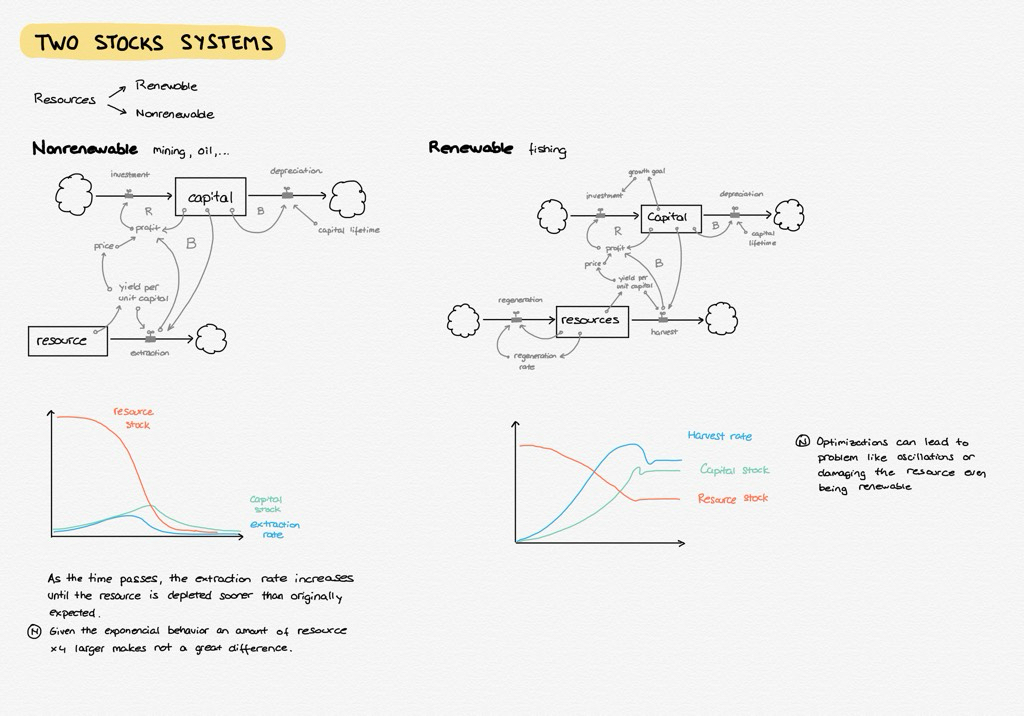 TWO STOCKS SYSTEMS
Resources
Renewable
Nonrenewable
Nonrenewable mining, oil,...
investment
depreciation
capital
R
B
profit
B
capital lifetime
price
yield per
unit capital
resource
extraction
resource
stock
Capital
stock
extraction
rate
As the time passes, the extraction rate increases
until the resource is depleted sooner than originally
expected.
N Given the exponencial behavior an amount of resource
x4 larger makes not a great difference.
Renewable fishing
growth goal
investment
depreciation
Capital
R
B
profit
capital
lifetime
price
B
yield per
unit capital
regeneration
resources
harvest
regeneration
rate
Harvest rate
Capital stock
Resource stock
N Optimizations can lead to
problem like oscillations or
damaging the resource even
being renewable